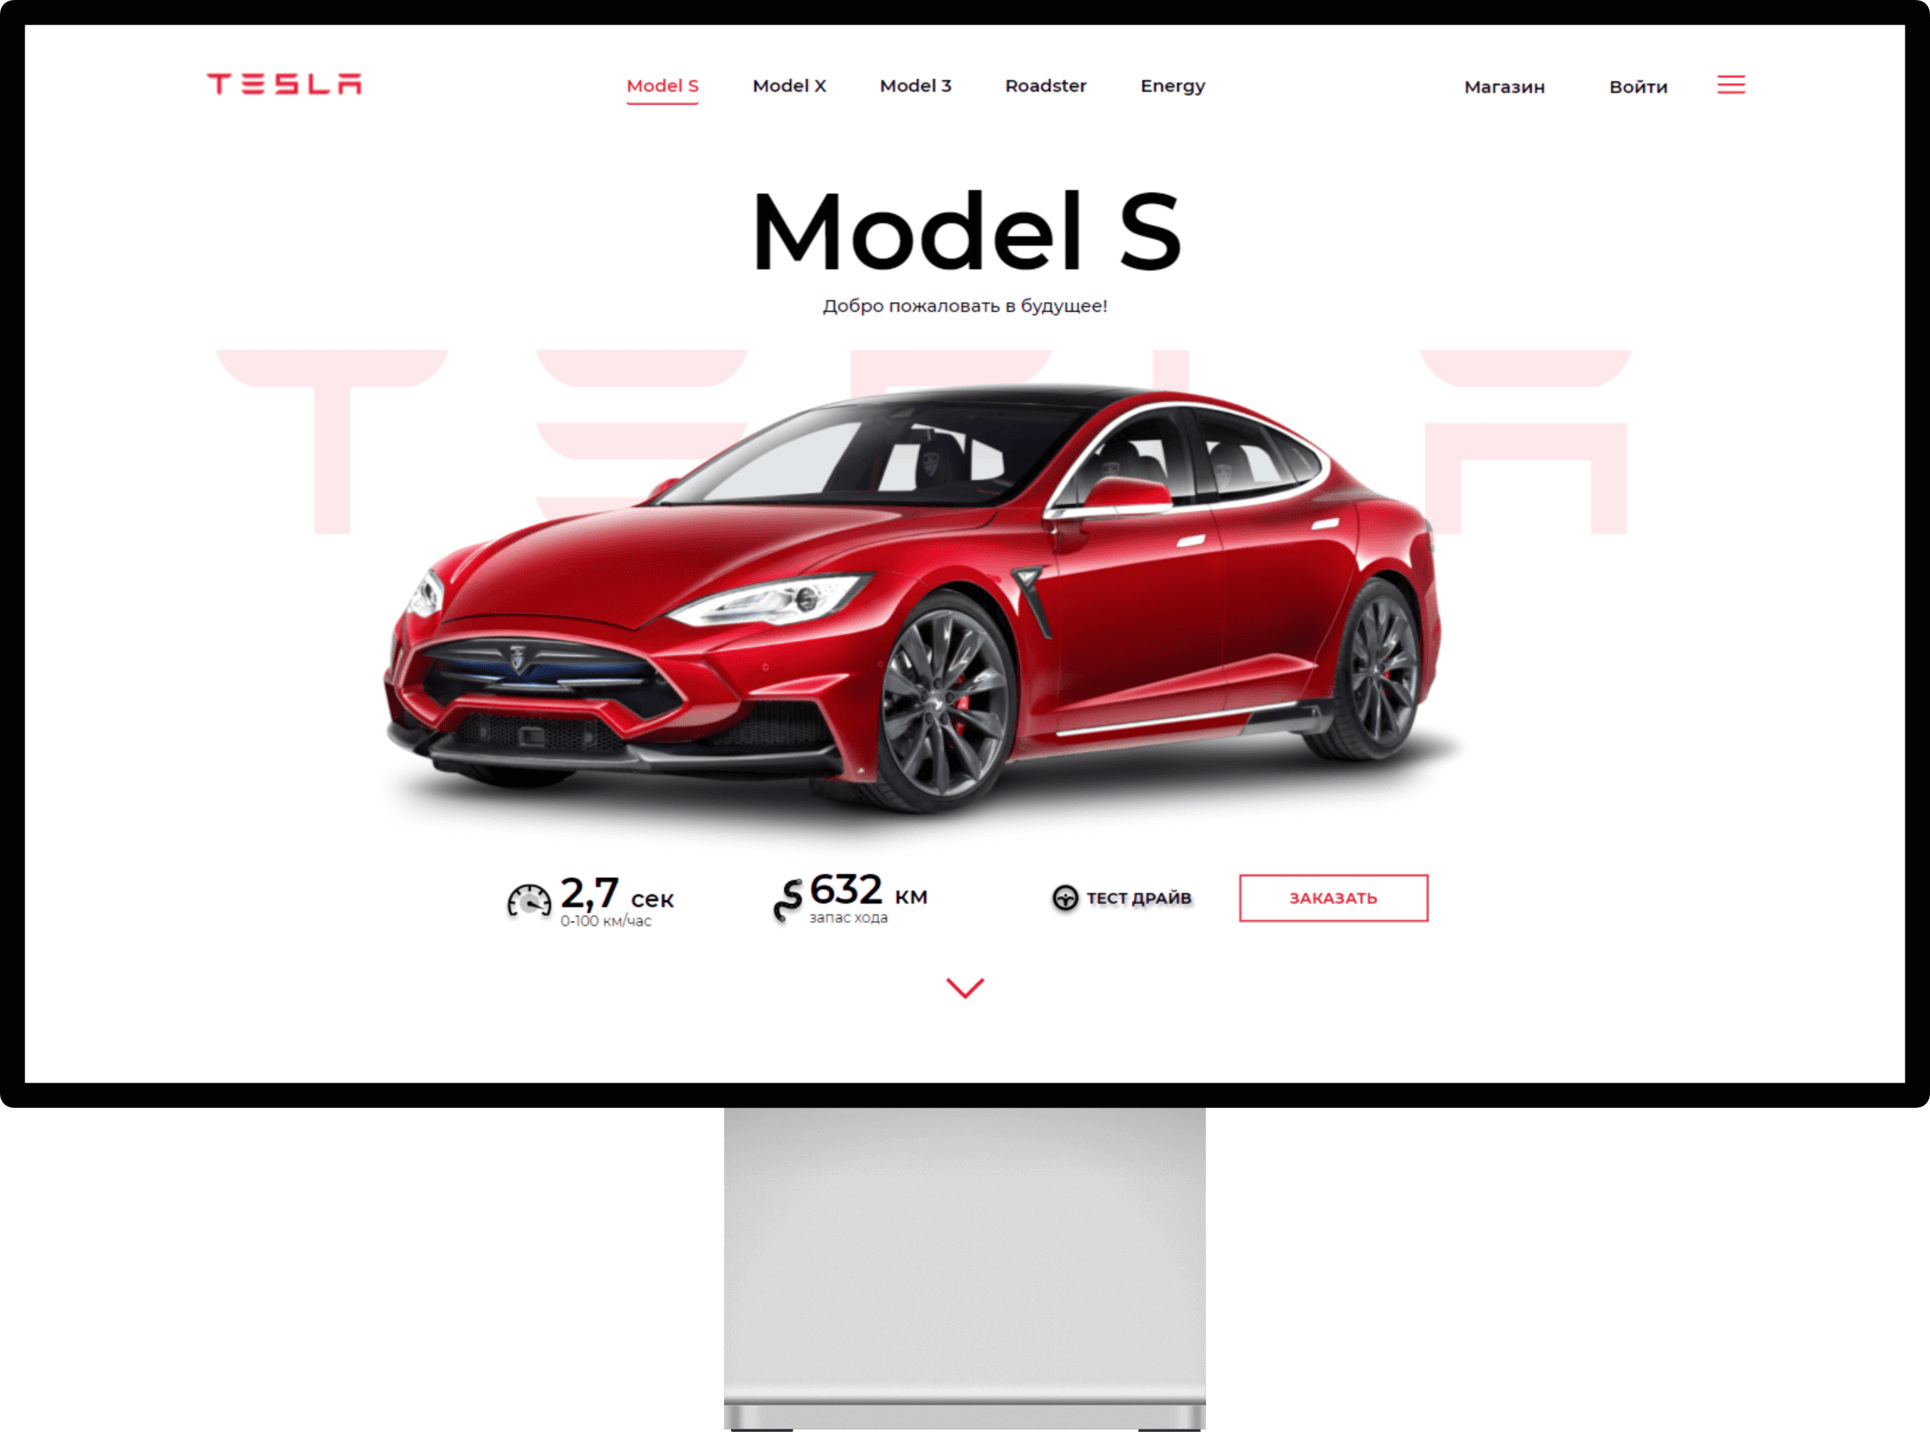 TESLA
Model S
Model X
Model 3
Roadster
Energy
Магазин
Войти
Model S
Добро пожаловать в будущее!
TESLA
2,7 сек
0-100 км/час
632 км
запас хода
ТЕСТ ДРАЙВ
ЗАКАЗАТЬ